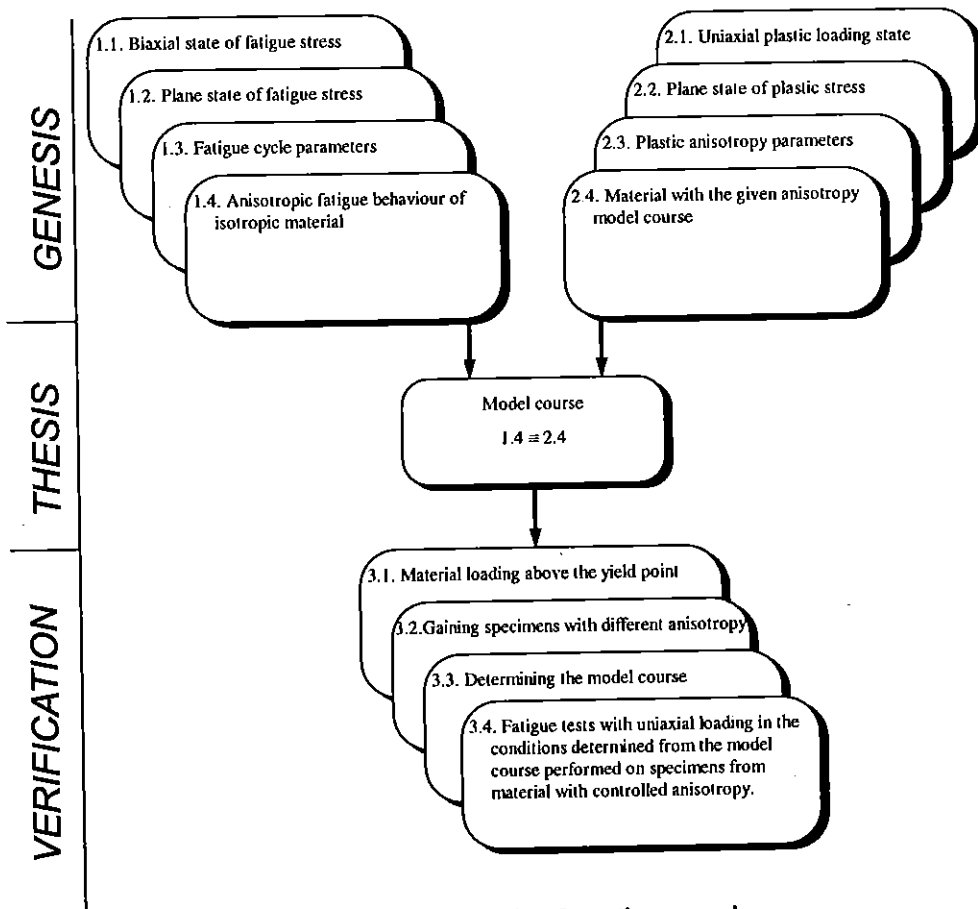 GENESIS
1.1. Biaxial state of fatigue stress
1.2. Plane state of fatigue stress
1.3. Fatigue cycle parameters
1.4. Anisotropic fatigue behaviour of
isotropic material
2.1. Uniaxial plastic loading state
2.2. Plane state of plastic stress
2.3. Plastic anisotropy parameters
2.4. Material with the given anisotropy
model course
THESIS
Model course
1.4 ≡ 2.4
VERIFICATION
3.1. Material loading above the yield point
3.2.Gaining specimens with different anisotropy
3.3. Determining the model course
3.4. Fatigue tests with uniaxial loading in the
conditions determined from the model
course performed on specimens from
material with controlled anisotropy.